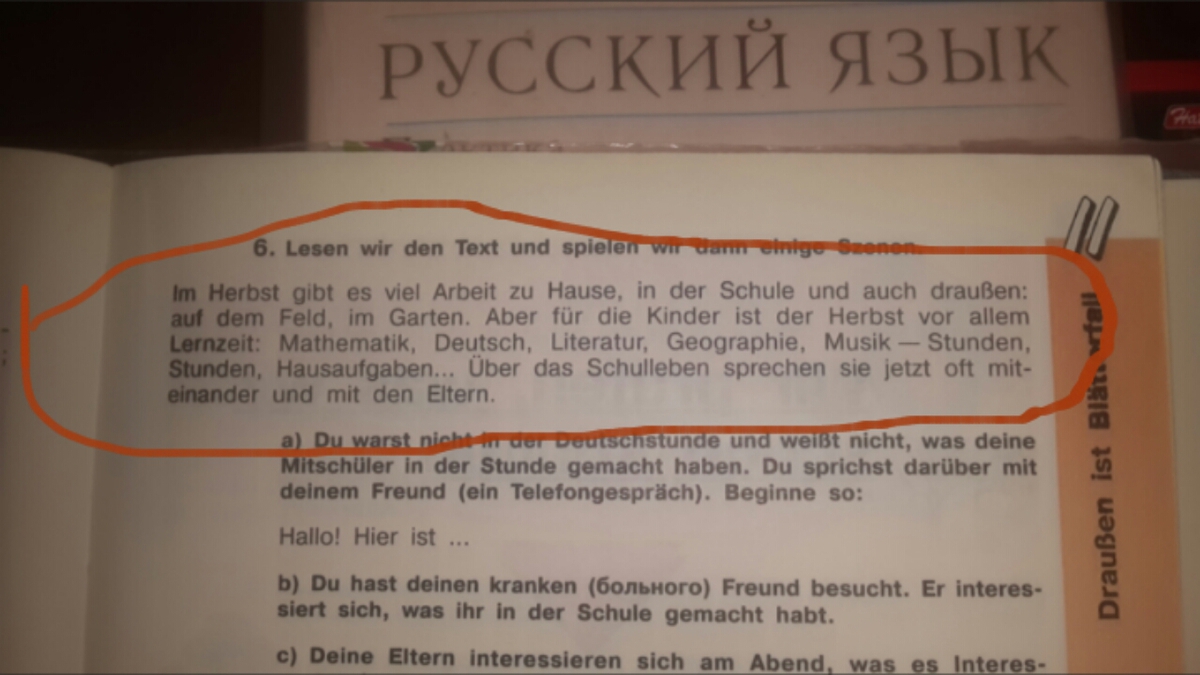 РУССКИЙ ЯЗЫК
6. Lesen wir den Text und spielen wir dann einige Szenen.
Im Herbst gibt es viel Arbeit zu Hause, in der Schule und auch draußen:
auf dem Feld, im Garten. Aber für die Kinder ist der Herbst vor allem
Lernzeit: Mathematik, Deutsch, Literatur, Geographie, Musik — Stunden,
Stunden, Hausaufgaben... Über das Schulleben sprechen sie jetzt oft mit-
einander und mit den Eltern.
a) Du warst nicht in der Deutschstunde und weißt nicht, was deine
Mitschüler in der Stunde gemacht haben. Du sprichst darüber mit
deinem Freund (ein Telefongespräch). Beginne so:
Hallo! Hier ist ...
b) Du hast deinen kranken (больного) Freund besucht. Er interes-
siert sich, was ihr in der Schule gemacht habt.
c) Deine Eltern interessieren sich am Abend, was es Interes-
Draußen ist Blätterfall